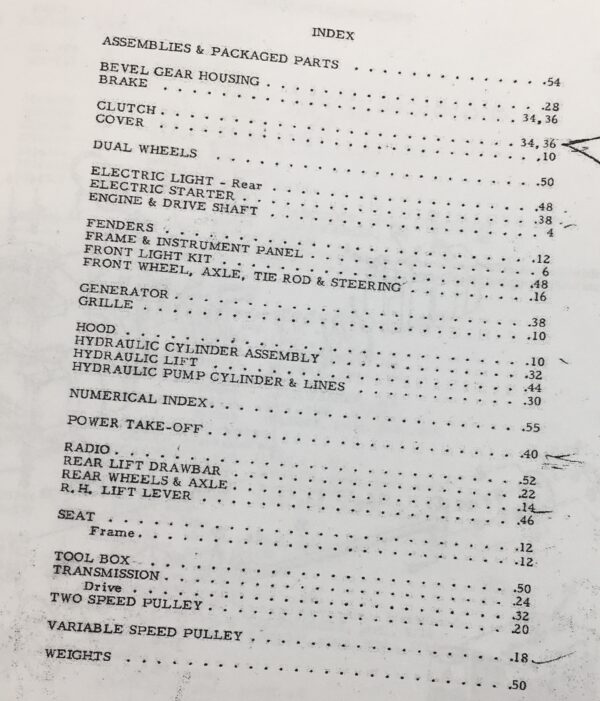 INDEX
ASSEMBLIES & PACKAGED PARTS . . . . . . . . . . . . . .54
BEVEL GEAR HOUSING . . . . . . . . . . . . . . . . . . .28
BRAKE . . . . . . . . . . . . . . . . . . . . . . . . 34,36
CLUTCH . . . . . . . . . . . . . . . . . . . . . . . . 34,36
COVER . . . . . . . . . . . . . . . . . . . . . . . . . .10
DUAL WHEELS . . . . . . . . . . . . . . . . . . . . . .50
ELECTRIC LIGHT - Rear . . . . . . . . . . . . . . . . .48
ELECTRIC STARTER . . . . . . . . . . . . . . . . . . . .38
ENGINE & DRIVE SHAFT . . . . . . . . . . . . . . . . . . 4
FENDERS . . . . . . . . . . . . . . . . . . . . . . . . .12
FRAME & INSTRUMENT PANEL . . . . . . . . . . . . . . . . 6
FRONT LIGHT KIT . . . . . . . . . . . . . . . . . . . . .48
FRONT WHEEL, AXLE, TIE ROD & STEERING . . . . . . . . .16
GENERATOR . . . . . . . . . . . . . . . . . . . . . . . .38
GRILLE . . . . . . . . . . . . . . . . . . . . . . . . . .10
HOOD . . . . . . . . . . . . . . . . . . . . . . . . . . .10
HYDRAULIC CYLINDER ASSEMBLY . . . . . . . . . . . . . .32
HYDRAULIC LIFT . . . . . . . . . . . . . . . . . . . . .44
HYDRAULIC PUMP CYLINDER & LINES . . . . . . . . . . . .30
NUMERICAL INDEX. . . . . . . . . . . . . . . . . . . . .55
POWER TAKE-OFF . . . . . . . . . . . . . . . . . . . . .40
RADIO . . . . . . . . . . . . . . . . . . . . . . . . . .52
REAR LIFT DRAWBAR . . . . . . . . . . . . . . . . . . .22
REAR WHEELS & AXLE . . . . . . . . . . . . . . . . . . .14
R.H. LIFT LEVER . . . . . . . . . . . . . . . . . . . . .46
SEAT . . . . . . . . . . . . . . . . . . . . . . . . . . .12
Frame. . . . . . . . . . . . . . . . . . . . . . . . . .12
TOOL BOX . . . . . . . . . . . . . . . . . . . . . . . .50
TRANSMISSION . . . . . . . . . . . . . . . . . . . . . .24
Drive . . . . . . . . . . . . . . . . . . . . . . . . . .32
TWO SPEED PULLEY . . . . . . . . . . . . . . . . . . . .20
VARIABLE SPEED PULLEY . . . . . . . . . . . . . . . . .18
WEIGHTS . . . . . . . . . . . . . . . . . . . . . . . . .50